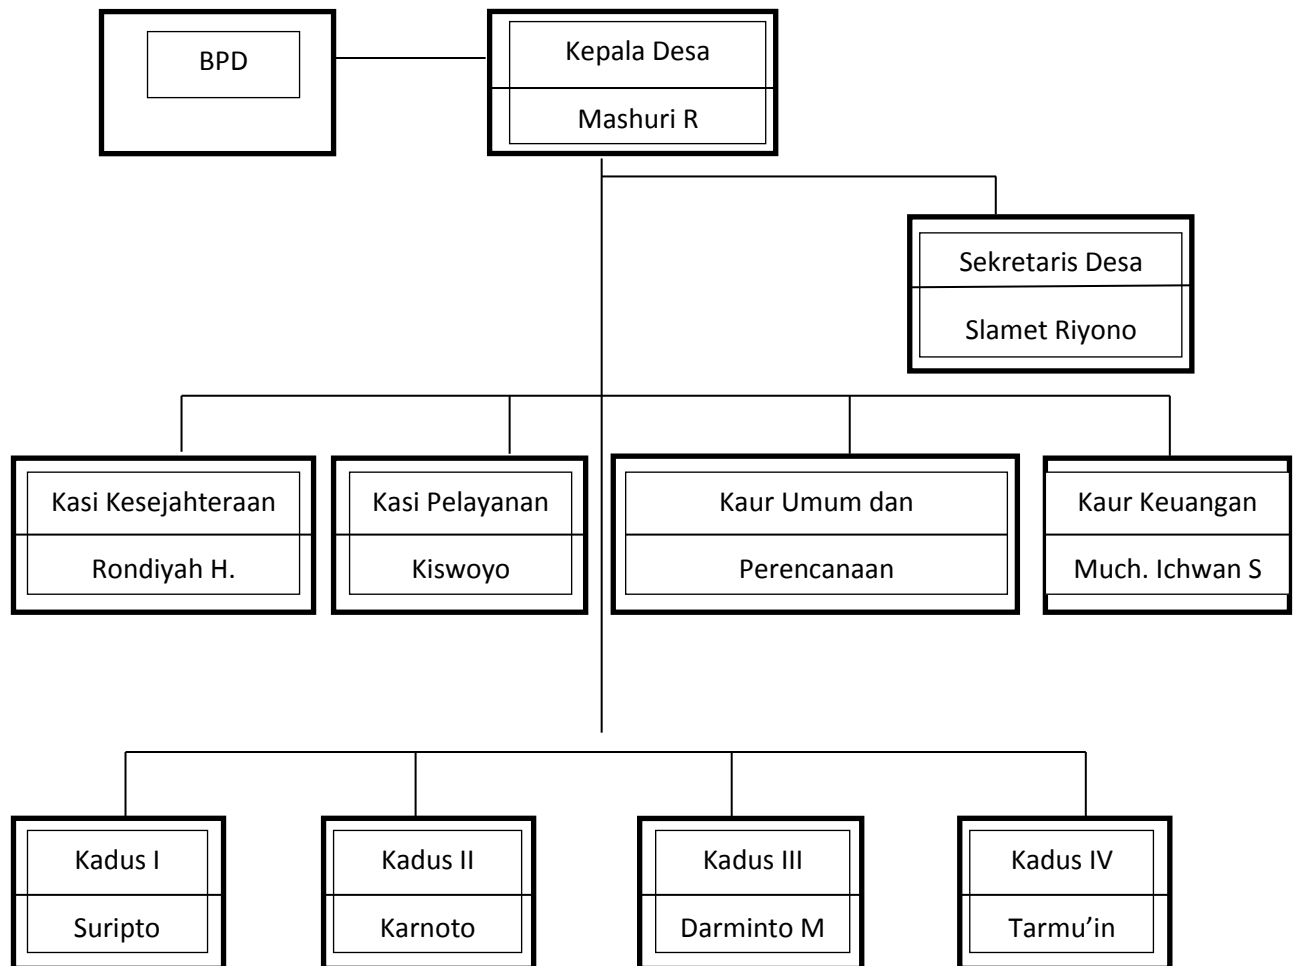 BPD
Kepala Desa
Mashuri R
Sekretaris Desa
Slamet Riyono
Kasi Kesejahteraan
Rondiyah H.
Kasi Pelayanan
Kiswoyo
Kaur Umum dan
Perencanaan
Kaur Keuangan
Much. Ichwan S
Kadus I
Suripto
Kadus II
Karnoto
Kadus III
Darminto M
Kadus IV
Tarmu’in